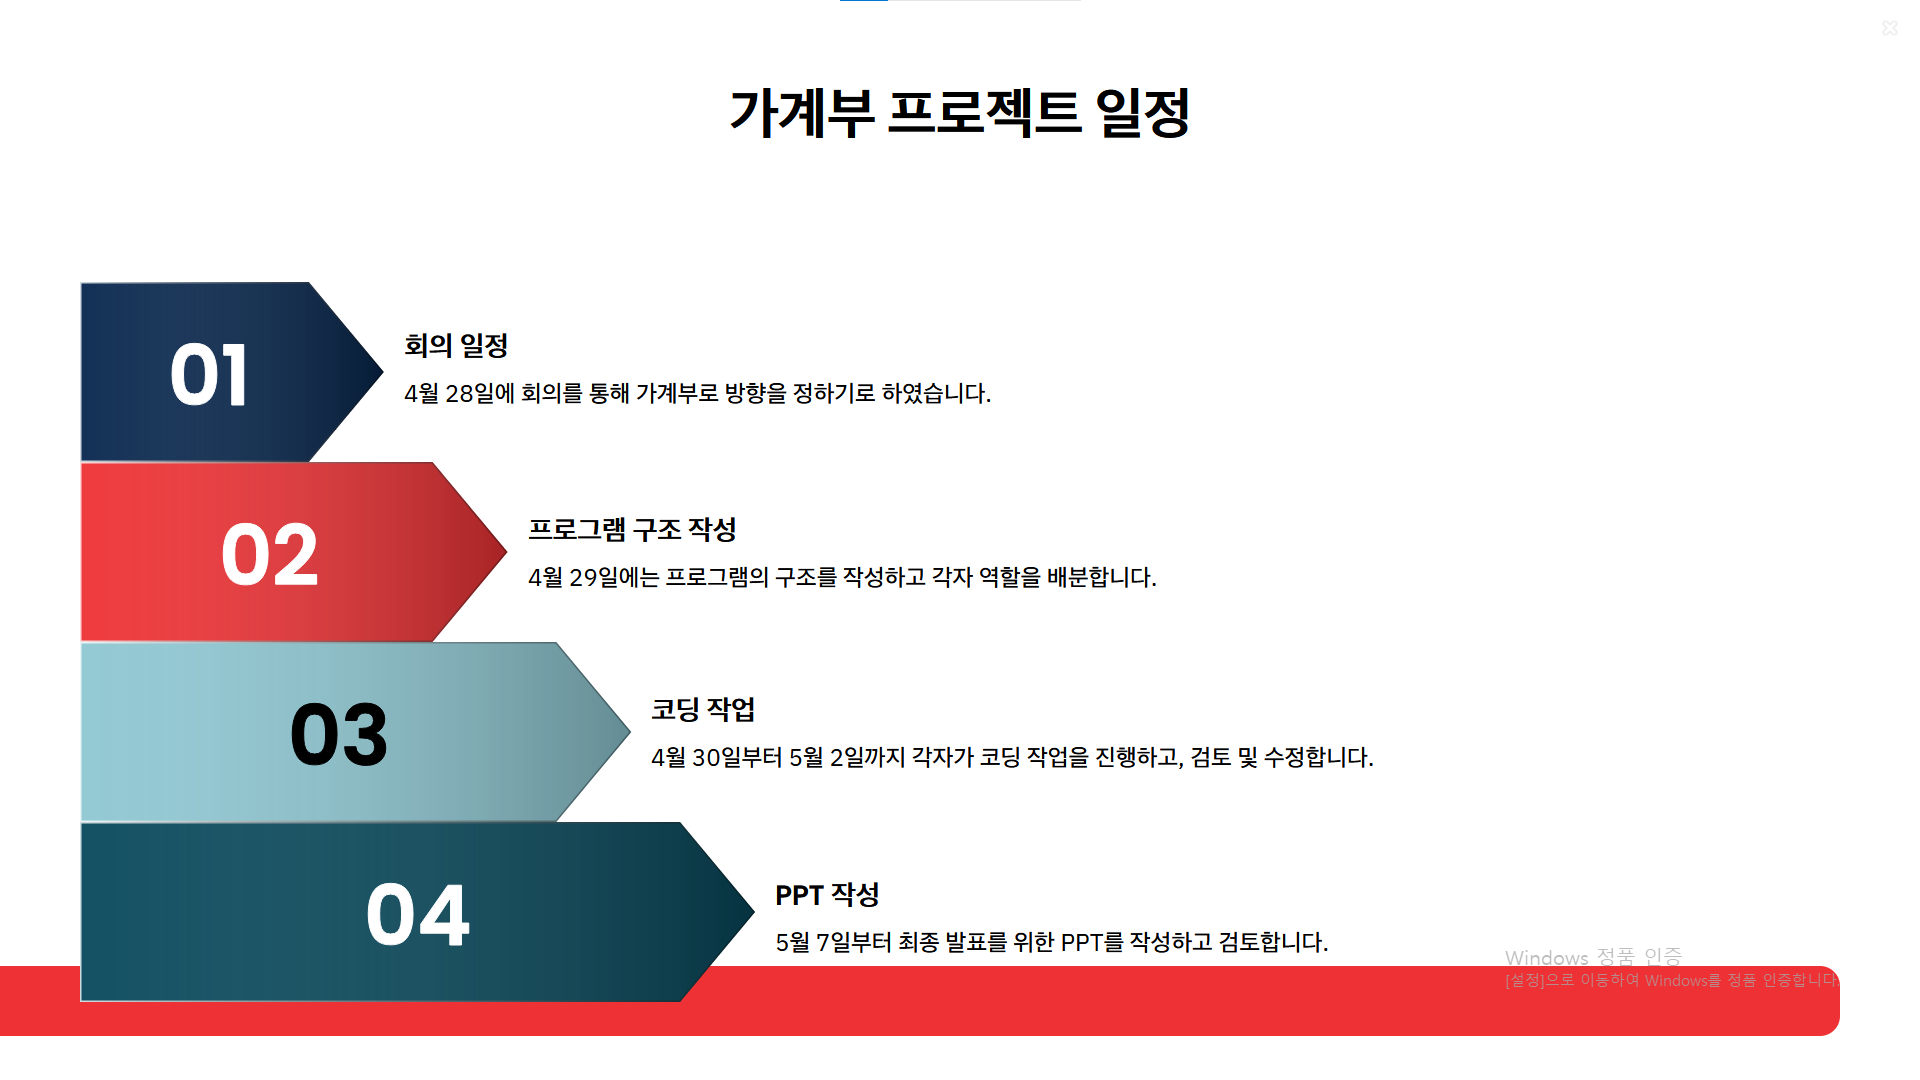 가계부 프로젝트 일정
01
회의 일정
4월 28일에 회의를 통해 가계부로 방향을 정하기로 하였습니다.
02
프로그램 구조 작성
4월 29일에는 프로그램의 구조를 작성하고 각자 역할을 배분합니다.
03
코딩 작업
4월 30일부터 5월 2일까지 각자가 코딩 작업을 진행하고, 검토 및 수정합니다.
04
PPT 작성
5월 7일부터 최종 발표를 위한 PPT를 작성하고 검토합니다.
Windows 정품 인증
[설정]으로 이동하여 Windows를 정품 인증합니다.